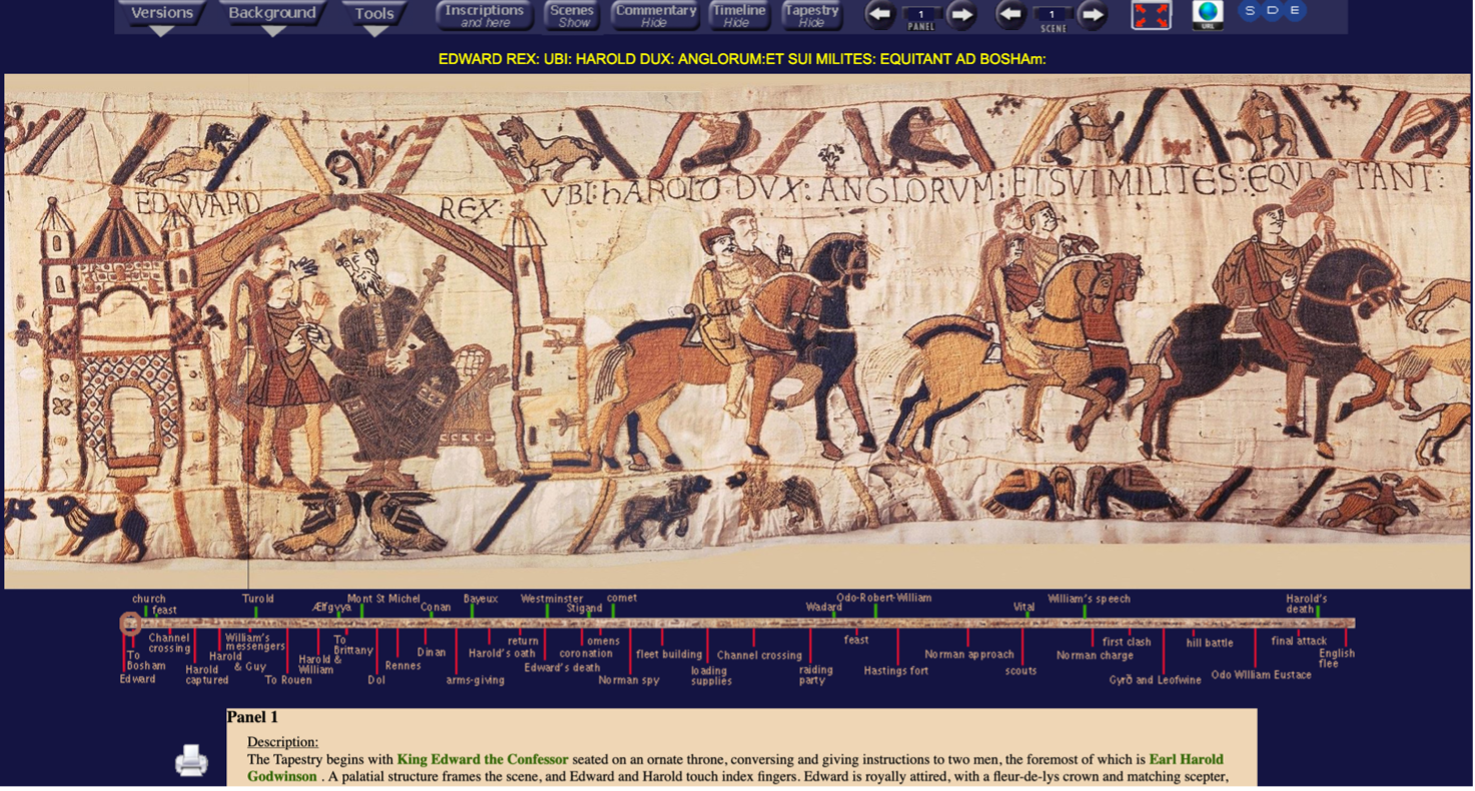 Versions
Background
Tools
Inscriptions
and here
Scenes
Show
Commentary
Hide
Timeline
Hide
Tapestry
Hide
1
PANEL
1
SCENE
URL
S D E
EDWARD REX: UBI: HAROLD DUX: ANGLORUM:ET SUI MILITES: EQUITANT AD BOSHAm:
EDVVARD REX: VBI: hAROLD DVX: ANGLORVM: ET SVI MILITES: EQVI TANT:
church
feast
Turold
Ælfgyva
Mont St Michel
Conan
Bayeux
Westminster
Stigand
comet
Wadard
Odo-Robert-William
Vital
William's speech
Harold's death
To Bosham
Edward
Channel crossing
Harold captured
Harold & Guy
William's messengers
To Rouen
Harold & William
To Brittany
Dol
Rennes
Dinan
arms-giving
Harold's oath
return
Edward's death
coronation
omens
Norman spy
fleet building
loading supplies
Channel crossing
raiding party
feast
Hastings fort
Norman approach
scouts
Norman charge
first clash
Gyrð and Leofwine
hill battle
Odo William Eustace
final attack
English flee
Panel 1
Description:
The Tapestry begins with King Edward the Confessor seated on an ornate throne, conversing and giving instructions to two men, the foremost of which is Earl Harold
Godwinson . A palatial structure frames the scene, and Edward and Harold touch index fingers. Edward is royally attired, with a fleur-de-lys crown and matching scepter,